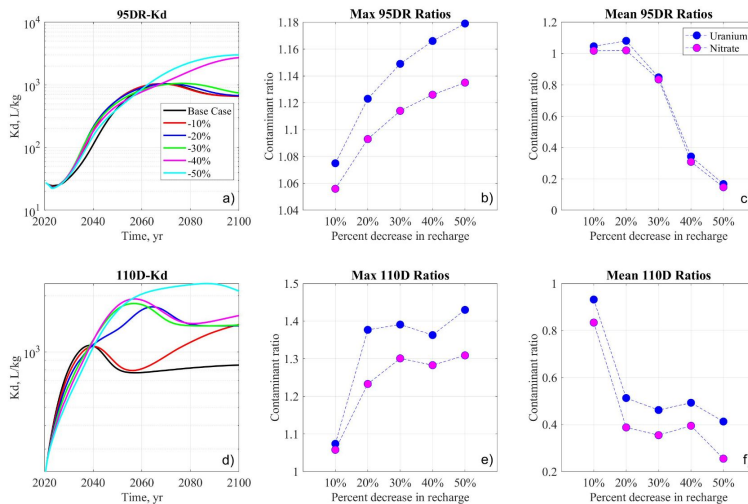 95DR-Kd
Kd, L/kg
10^4
10^3
10^2
10^1
2020 2040 2060 2080 2100
Time, yr
Base Case
-10%
-20%
-30%
-40%
-50%
a)
Max 95DR Ratios
Contaminant ratio
1.18
1.16
1.14
1.12
1.1
1.08
1.06
1.04
10% 20% 30% 40% 50%
Percent decrease in recharge
b)
Mean 95DR Ratios
Contaminant ratio
1.2
1
0.8
0.6
0.4
0.2
0
10% 20% 30% 40% 50%
Percent decrease in recharge
Uranium
Nitrate
c)
110D-Kd
Kd, L/kg
10^3
2020 2040 2060 2080 2100
Time, yr
d)
Max 110D Ratios
Contaminant ratio
1.5
1.4
1.3
1.2
1.1
1
10% 20% 30% 40% 50%
Percent decrease in recharge
e)
Mean 110D Ratios
Contaminant ratio
1
0.8
0.6
0.4
0.2
10% 20% 30% 40% 50%
Percent decrease in recharge
f)